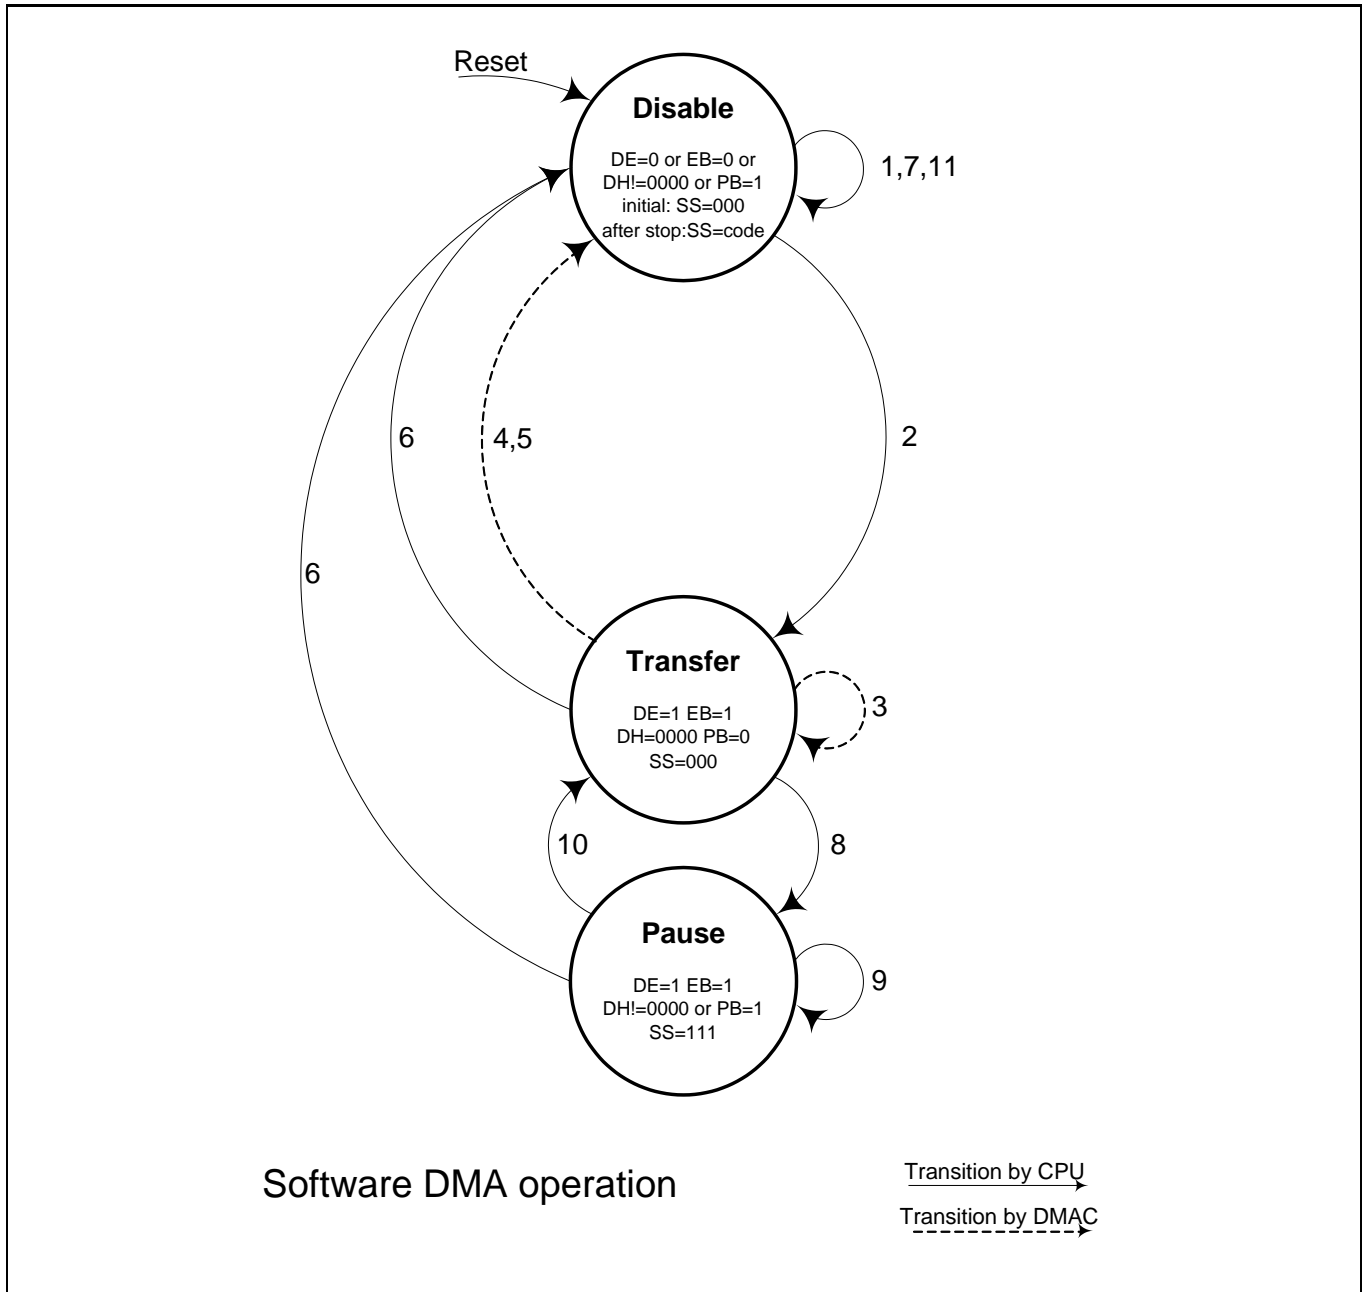 Reset
Disable
DE=0 or EB=0 or
DH!=0000 or PB=1
initial: SS=000
after stop:SS=code
1,7,11
6
4,5
2
6
Transfer
DE=1 EB=1
DH=0000 PB=0
SS=000
3
10
8
Pause
DE=1 EB=1
DH!=0000 or PB=1
SS=111
9
Software DMA operation
Transition by CPU
Transition by DMAC